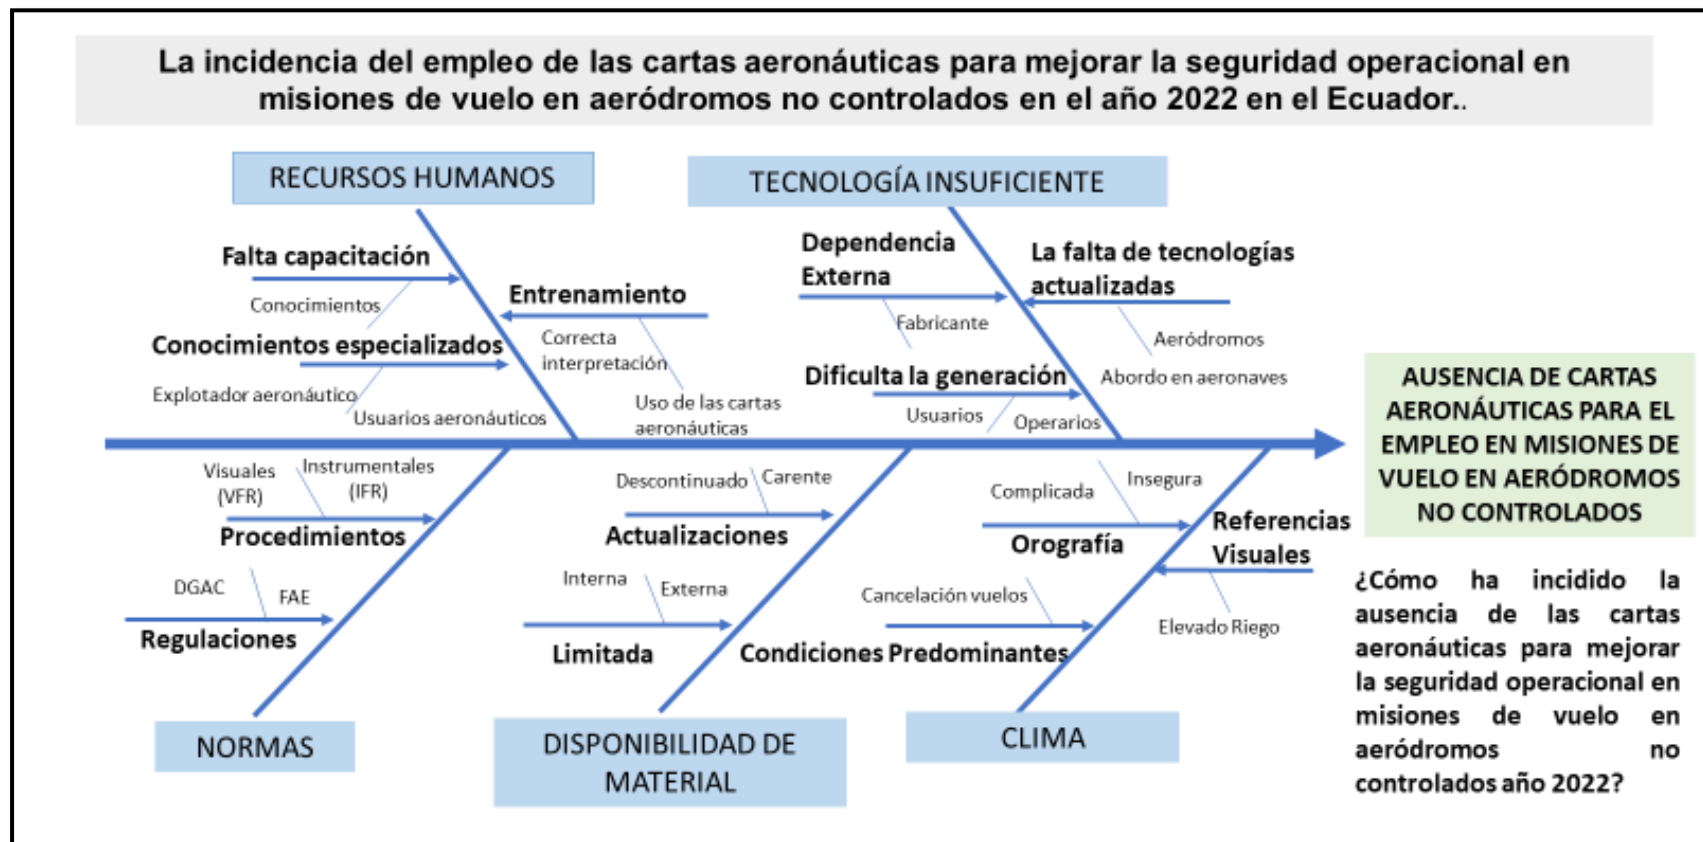 La incidencia del empleo de las cartas aeronáuticas para mejorar la seguridad operacional en
misiones de vuelo en aeródromos no controlados en el año 2022 en el Ecuador..
RECURSOS HUMANOS
Falta capacitación
Conocimientos
Entrenamiento
Correcta
interpretación
Uso de las cartas
aeronáuticas
Conocimientos especializados
Explotador aeronáutico
Usuarios aeronáuticos
TECNOLOGÍA INSUFICIENTE
Dependencia
Externa
Fabricante
La falta de tecnologías
actualizadas
Aeródromos
Abordo en aeronaves
Dificulta la generación
Usuarios
Operarios
Visuales
(VFR)
Instrumentales
(IFR)
Procedimientos
DGAC
FAE
Regulaciones
NORMAS
Descontinuado
Carente
Actualizaciones
Interna
Externa
Limitada
DISPONIBILIDAD DE
MATERIAL
Complicada
Insegura
Orografía
Referencias
Visuales
Elevado Riego
Cancelación vuelos
Condiciones Predominantes
CLIMA
AUSENCIA DE CARTAS
AERONÁUTICAS PARA EL
EMPLEO EN MISIONES DE
VUELO EN AERÓDROMOS
NO CONTROLADOS
¿Cómo ha incidido la
ausencia de las cartas
aeronáuticas para mejorar
la seguridad operacional en
misiones de vuelo en
aeródromos no
controlados año 2022?